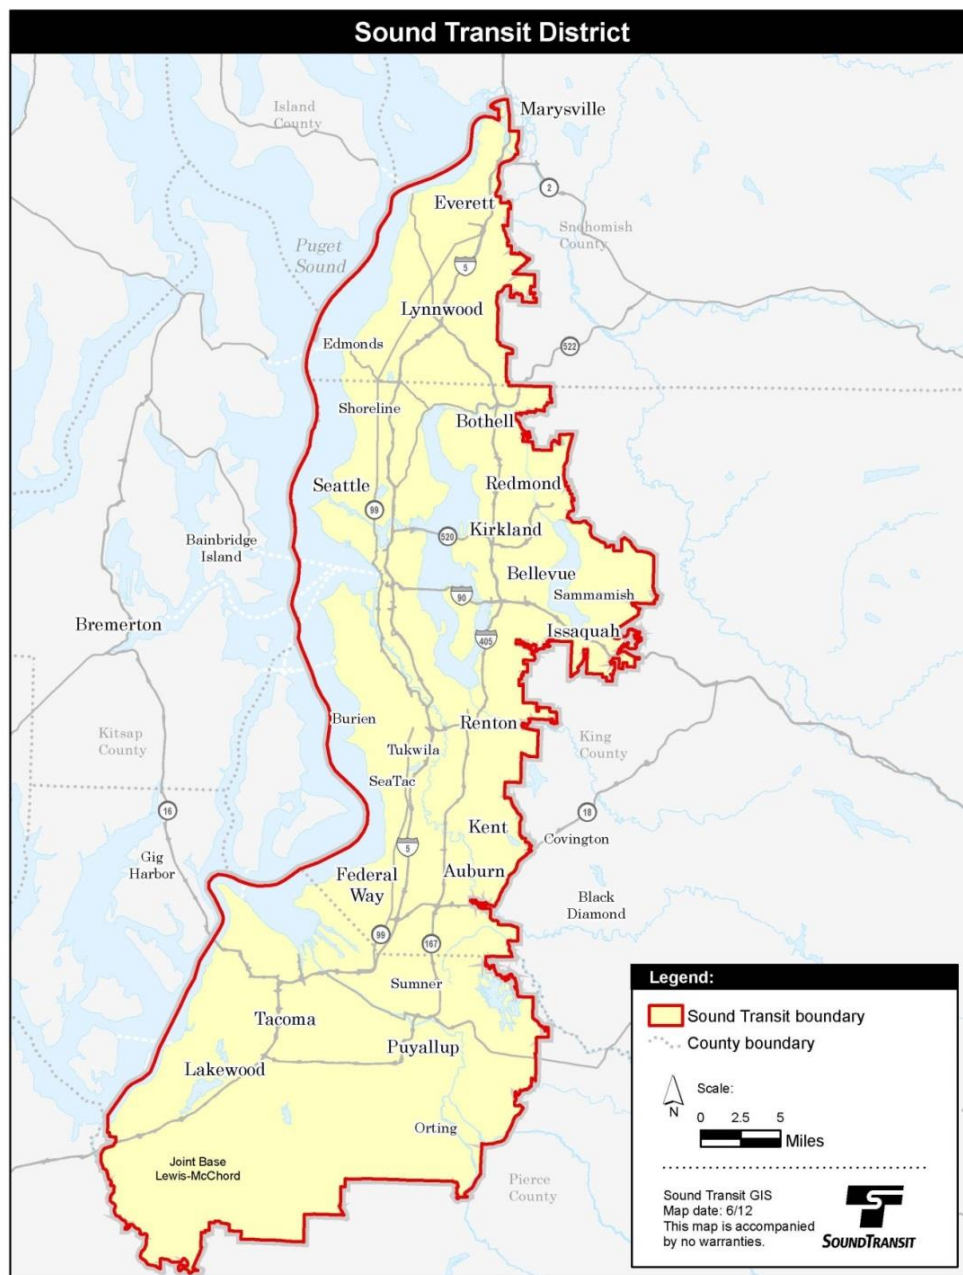 Sound Transit District
Marysville
Island
County
2
Everett
Snohomish
County
Puget
Sound
5
Lynnwood
Edmonds
522
Shoreline
Bothell
Seattle
Redmond
99
Kirkland
520
Bainbridge
Island
Bellevue
90
Sammamish
Bremerton
Issaquah
405
Burien
Renton
Kitsap
County
Tukwila
King
County
SeaTac
16
18
Kent
Covington
5
Gig
Harbor
Federal
Way
Auburn
Black
Diamond
99
167
Sumner
Tacoma
Puyallup
Lakewood
Orting
Joint Base
Lewis-McChord
Pierce
County
Legend:
Sound Transit boundary
County boundary
Scale:
N
0 2.5 5
Miles
Sound Transit GIS
Map date: 6/12
This map is accompanied
by no warranties.
SOUNDTRANSIT